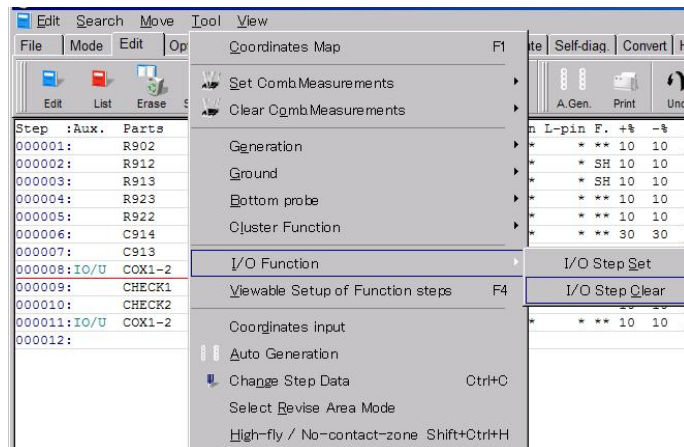 Edit Search Move Tool View
File Mode Edit Self-diag. Convert
Edit List Erase A.Gen. Print
Step :Aux. Parts L-pin F. +% -%
000001: R902 * ** 10 10
000002: R912 * SH 10 10
000003: R913 * SH 10 10
000004: R923 * ** 10 10
000005: R922 * ** 10 10
000006: C914 * ** 30 30
000007: C913
000008:IO/U COX1-2
000009: CHECK1
000010: CHECK2
000011:IO/U COX1-2 * ** 10 10
000012:
Coordinates Map F1
Set Comb.Measurements
Clear Comb.Measurements
Generation
Ground
Bottom probe
Cluster Function
I/O Function
Viewable Setup of Function steps F4
Coordinates input
Auto Generation
Change Step Data Ctrl+C
Select Revise Area Mode
High-fly / No-contact-zone Shift+Ctrl+H
I/O Step Set
I/O Step Clear